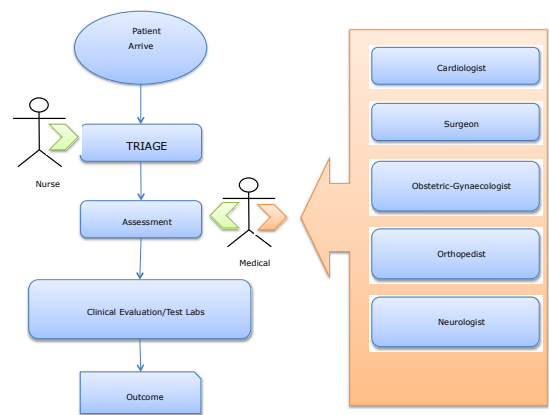 Patient
Arrive
TRIAGE
Nurse
Assessment
Medical
Clinical Evaluation/Test Labs
Outcome
Cardiologist
Surgeon
Obstetric-Gynaecologist
Orthopedist
Neurologist